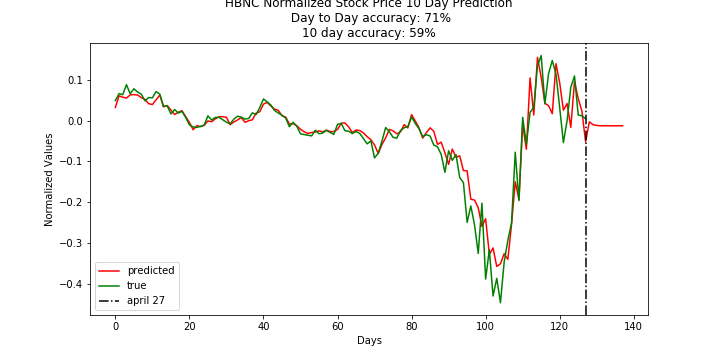 HBNC Normalized Stock Price 10 Day Prediction
Day to Day accuracy: 71%
10 day accuracy: 59%
0.1
0.0
−0.1
−0.2
−0.3
−0.4
Normalized Values
predicted
true
april 27
0
20
40
60
80
100
120
140
Days